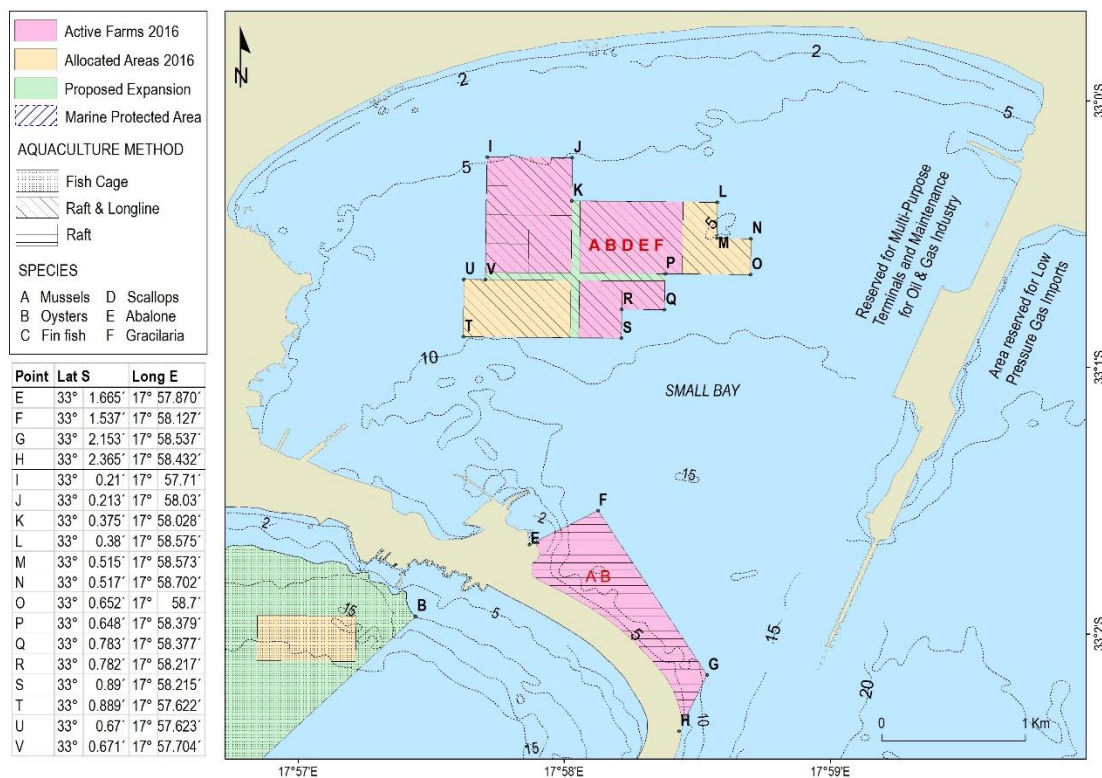 Active Farms 2016
Allocated Areas 2016
Proposed Expansion
Marine Protected Area
AQUACULTURE METHOD
Fish Cage
Raft & Longline
Raft
SPECIES
A Mussels D Scallops
B Oysters E Abalone
C Fin fish F Gracilaria
Point Lat S Long E
E 33° 1.665´ 17° 57.870´
F 33° 1.537´ 17° 58.127´
G 33° 2.153´ 17° 58.537´
H 33° 2.365´ 17° 58.432´
I 33° 0.21´ 17° 57.71´
J 33° 0.213´ 17° 58.03´
K 33° 0.375´ 17° 58.028´
L 33° 0.38´ 17° 58.575´
M 33° 0.515´ 17° 58.573´
N 33° 0.517´ 17° 58.702´
O 33° 0.652´ 17° 58.7´
P 33° 0.648´ 17° 58.379´
Q 33° 0.783´ 17° 58.377´
R 33° 0.782´ 17° 58.217´
S 33° 0.89´ 17° 58.215´
T 33° 0.889´ 17° 57.622´
U 33° 0.67´ 17° 57.623´
V 33° 0.671´ 17° 57.704´
N
2
2
5
33°0'S
I
J
5
K
L
5
M
N
A B D E F
P
O
U
V
R
Q
T
S
10
Reserved for Multi-Purpose
Terminals and Maintenance
for Oil & Gas Industry
Area reserved for Low
Pressure Gas Imports
33°1'S
SMALL BAY
15
F
2
E
2
A B
B
15
5
5
15
33°2'S
G
20
H
10
15
0 1 Km
17°57'E
17°58'E
17°59'E